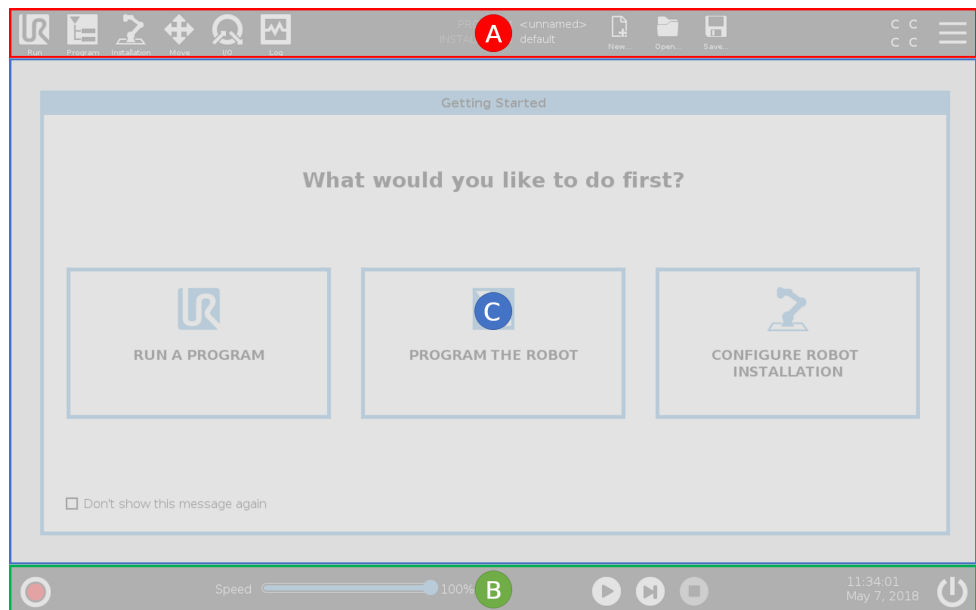 Run Program Installation Move I/O Log
<unnamed>
default
New... Open... Save...
C C
C C
A
Getting Started
What would you like to do first?
C
RUN A PROGRAM
PROGRAM THE ROBOT
CONFIGURE ROBOT
INSTALLATION
Don't show this message again
Speed
100%
B
11:34:01
May 7, 2018